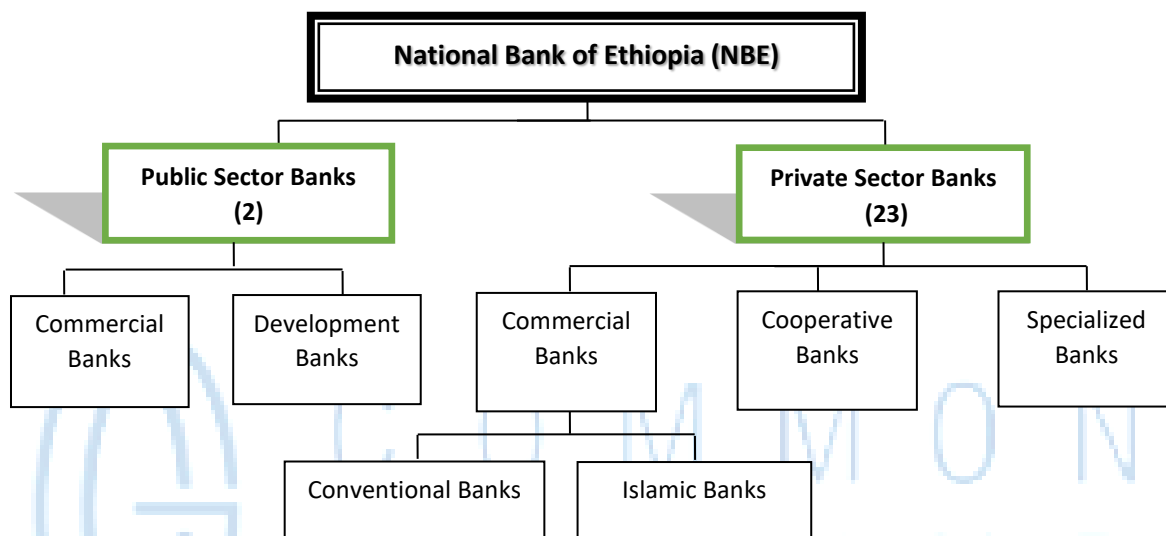 National Bank of Ethiopia (NBE)
Public Sector Banks
(2)
Private Sector Banks
(23)
Commercial
Banks
Development
Banks
Commercial
Banks
Cooperative
Banks
Specialized
Banks
Conventional Banks
Islamic Banks
C O M M O N